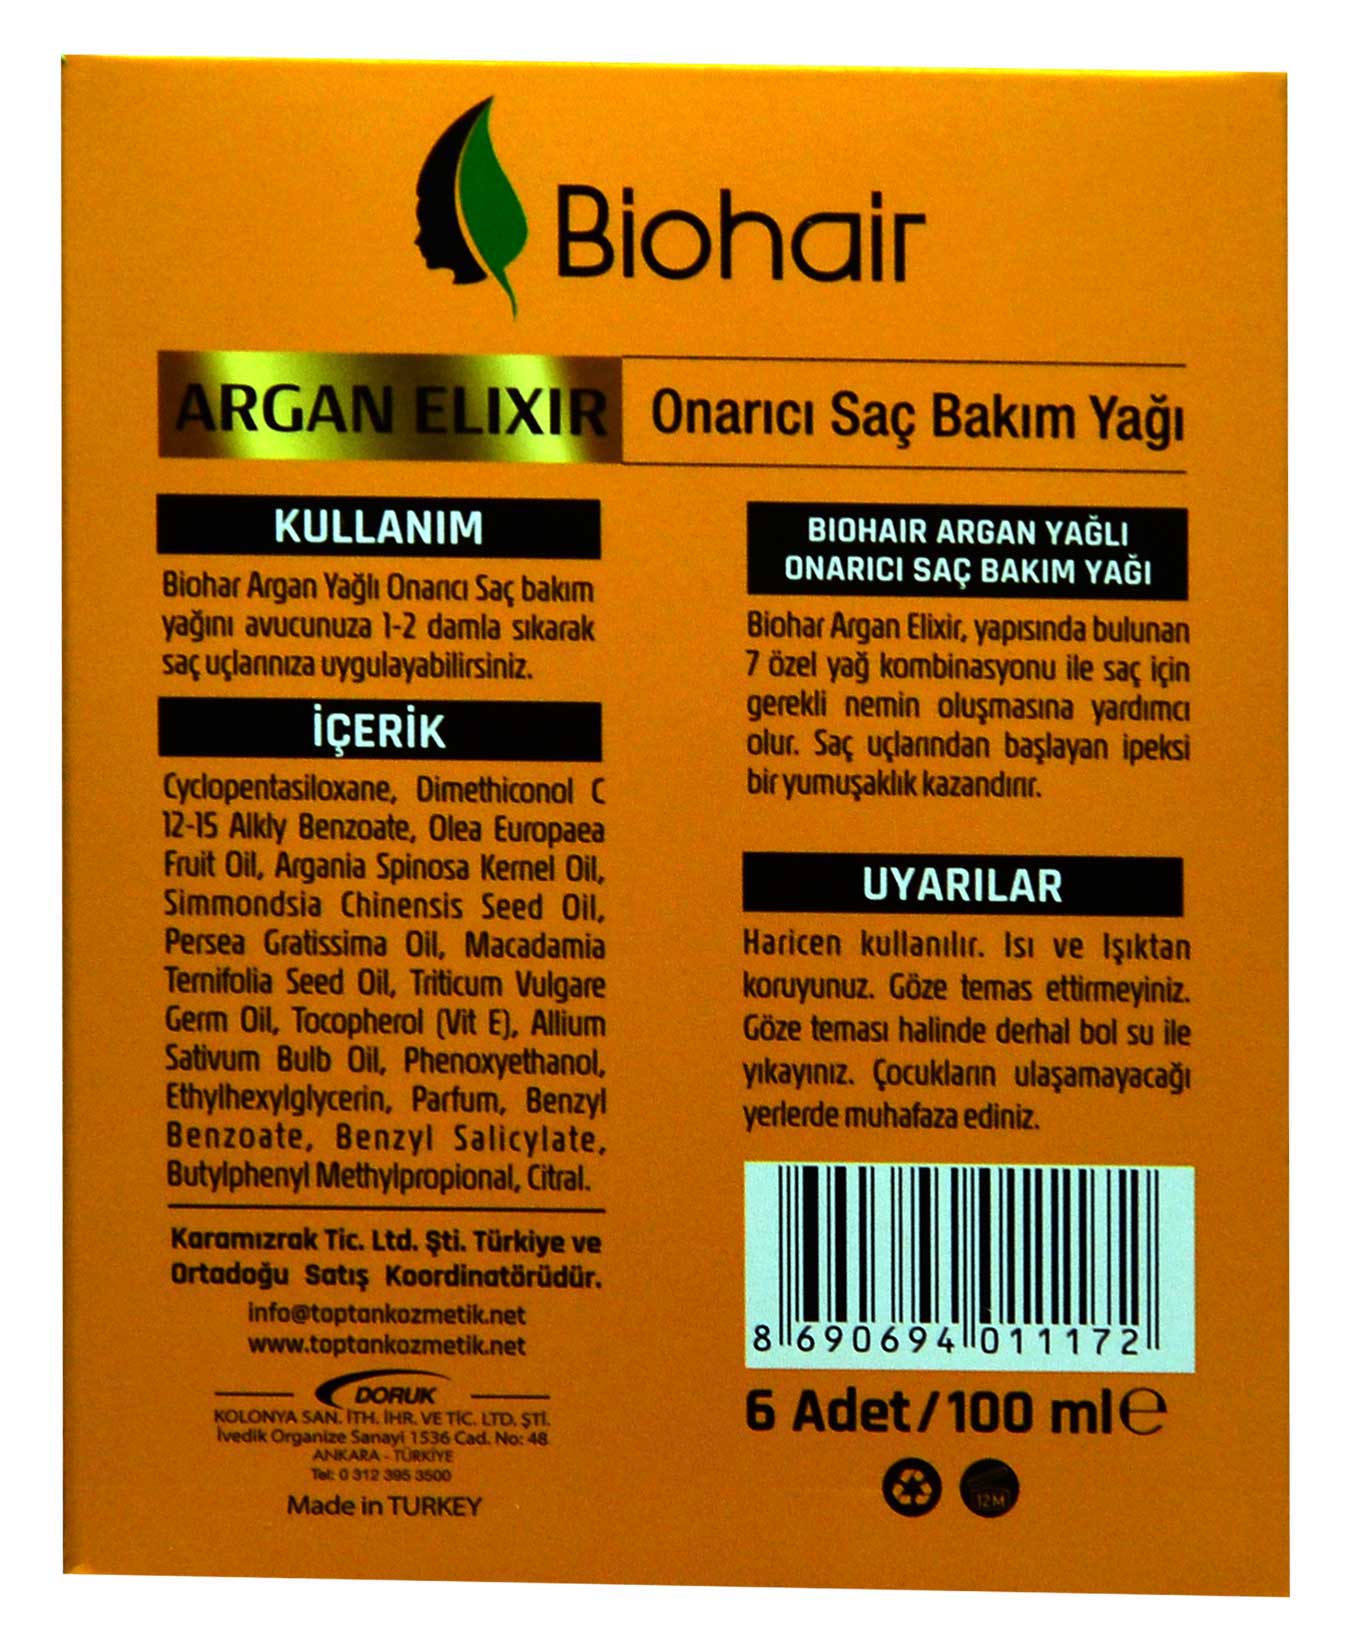 Biohair
ARGAN ELIXIR
Onarıcı Saç Bakım Yağı
KULLANIM
Biohar Argan Yağlı Onarıcı Saç bakım
yağını avucunuza 1-2 damla sıkarak
saç uçlarınıza uygulayabilirsiniz.
İÇERİK
Cyclopentasiloxane, Dimethiconol C
12-15 Alkly Benzoate, Olea Europaea
Fruit Oil, Argania Spinosa Kernel Oil,
Simmondsia Chinensis Seed Oil,
Persea Gratissima Oil, Macadamia
Ternifolia Seed Oil, Triticum Vulgare
Germ Oil, Tocopherol (Vit E), Allium
Sativum Bulb Oil, Phenoxyethanol,
Ethylhexylglycerin, Parfum, Benzyl
Benzoate, Benzyl Salicylate,
Butylphenyl Methylpropional, Citral.
Karamızrak Tic. Ltd. Şti. Türkiye ve
Ortadoğu Satış Koordinatörüdür.
info@toptankozmetik.net
www.toptankozmetik.net
DORUK
KOLONYA SAN. İTH. İHR. VE TİC. LTD. ŞTİ.
İvedik Organize Sanayi 1536 Cad. No: 48
ANKARA - TÜRKİYE
Tel: 0 312 395 3500
Made in TURKEY
BIOHAIR ARGAN YAĞLI
ONARICI SAÇ BAKIM YAĞI
Biohar Argan Elixir, yapısında bulunan
7 özel yağ kombinasyonu ile saç için
gerekli nemin oluşmasına yardımcı
olur. Saç uçlarından başlayan ipeksi
bir yumuşaklık kazandırır.
UYARILAR
Haricen kullanılır. Isı ve Işıktan
koruyunuz. Göze temas ettirmeyiniz.
Göze teması halinde derhal bol su ile
yıkayınız. Çocukların ulaşamayacağı
yerlerde muhafaza ediniz.
8 690694 011172
6 Adet/100 ml ℮
12M